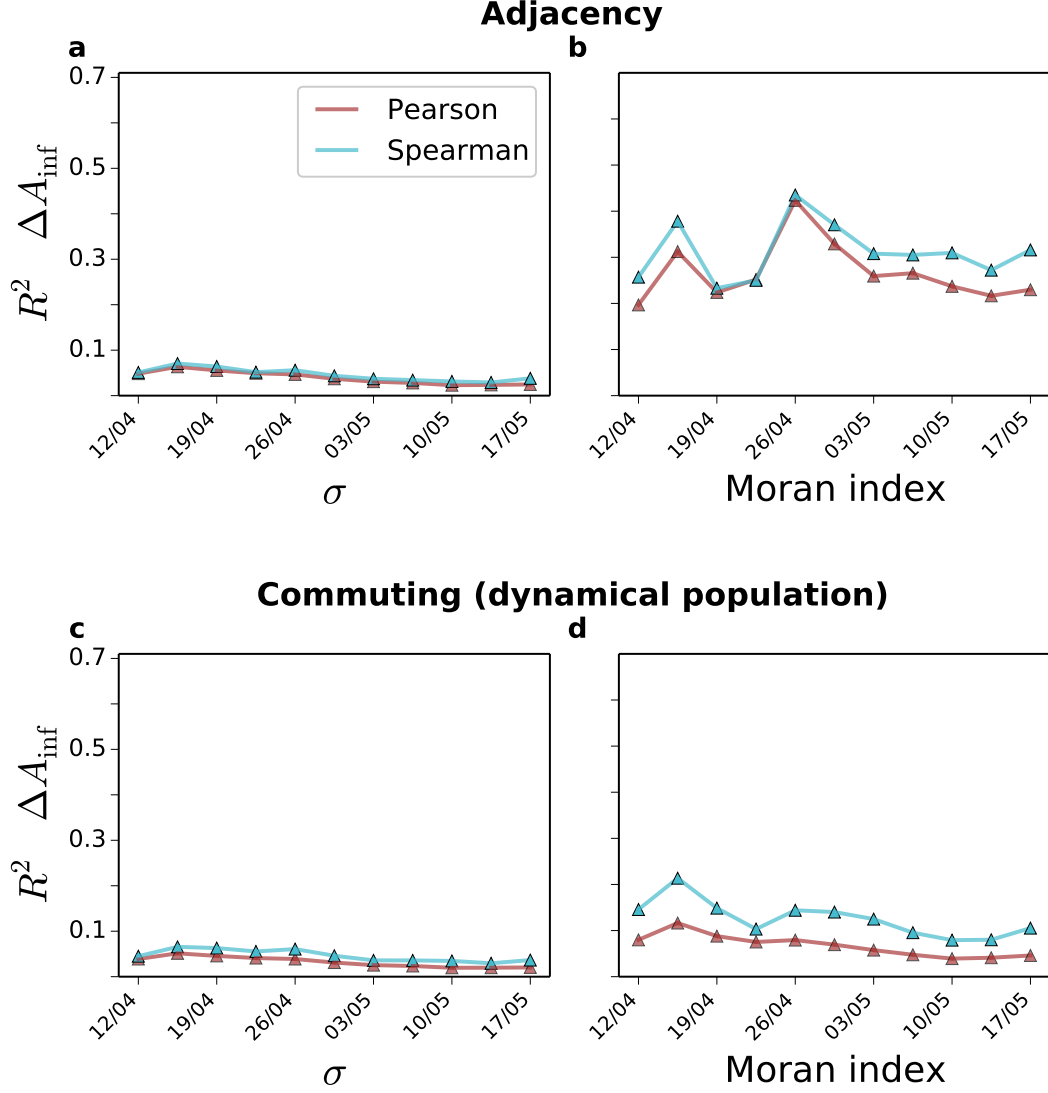 Adjacency
a
b
0.7
0.5
0.3
0.1
R² ΔA_inf
Pearson
Spearman
12/04
19/04
26/04
03/05
10/05
17/05
12/04
19/04
26/04
03/05
10/05
17/05
σ
Moran index
Commuting (dynamical population)
c
d
0.7
0.5
0.3
0.1
R² ΔA_inf
12/04
19/04
26/04
03/05
10/05
17/05
12/04
19/04
26/04
03/05
10/05
17/05
σ
Moran index